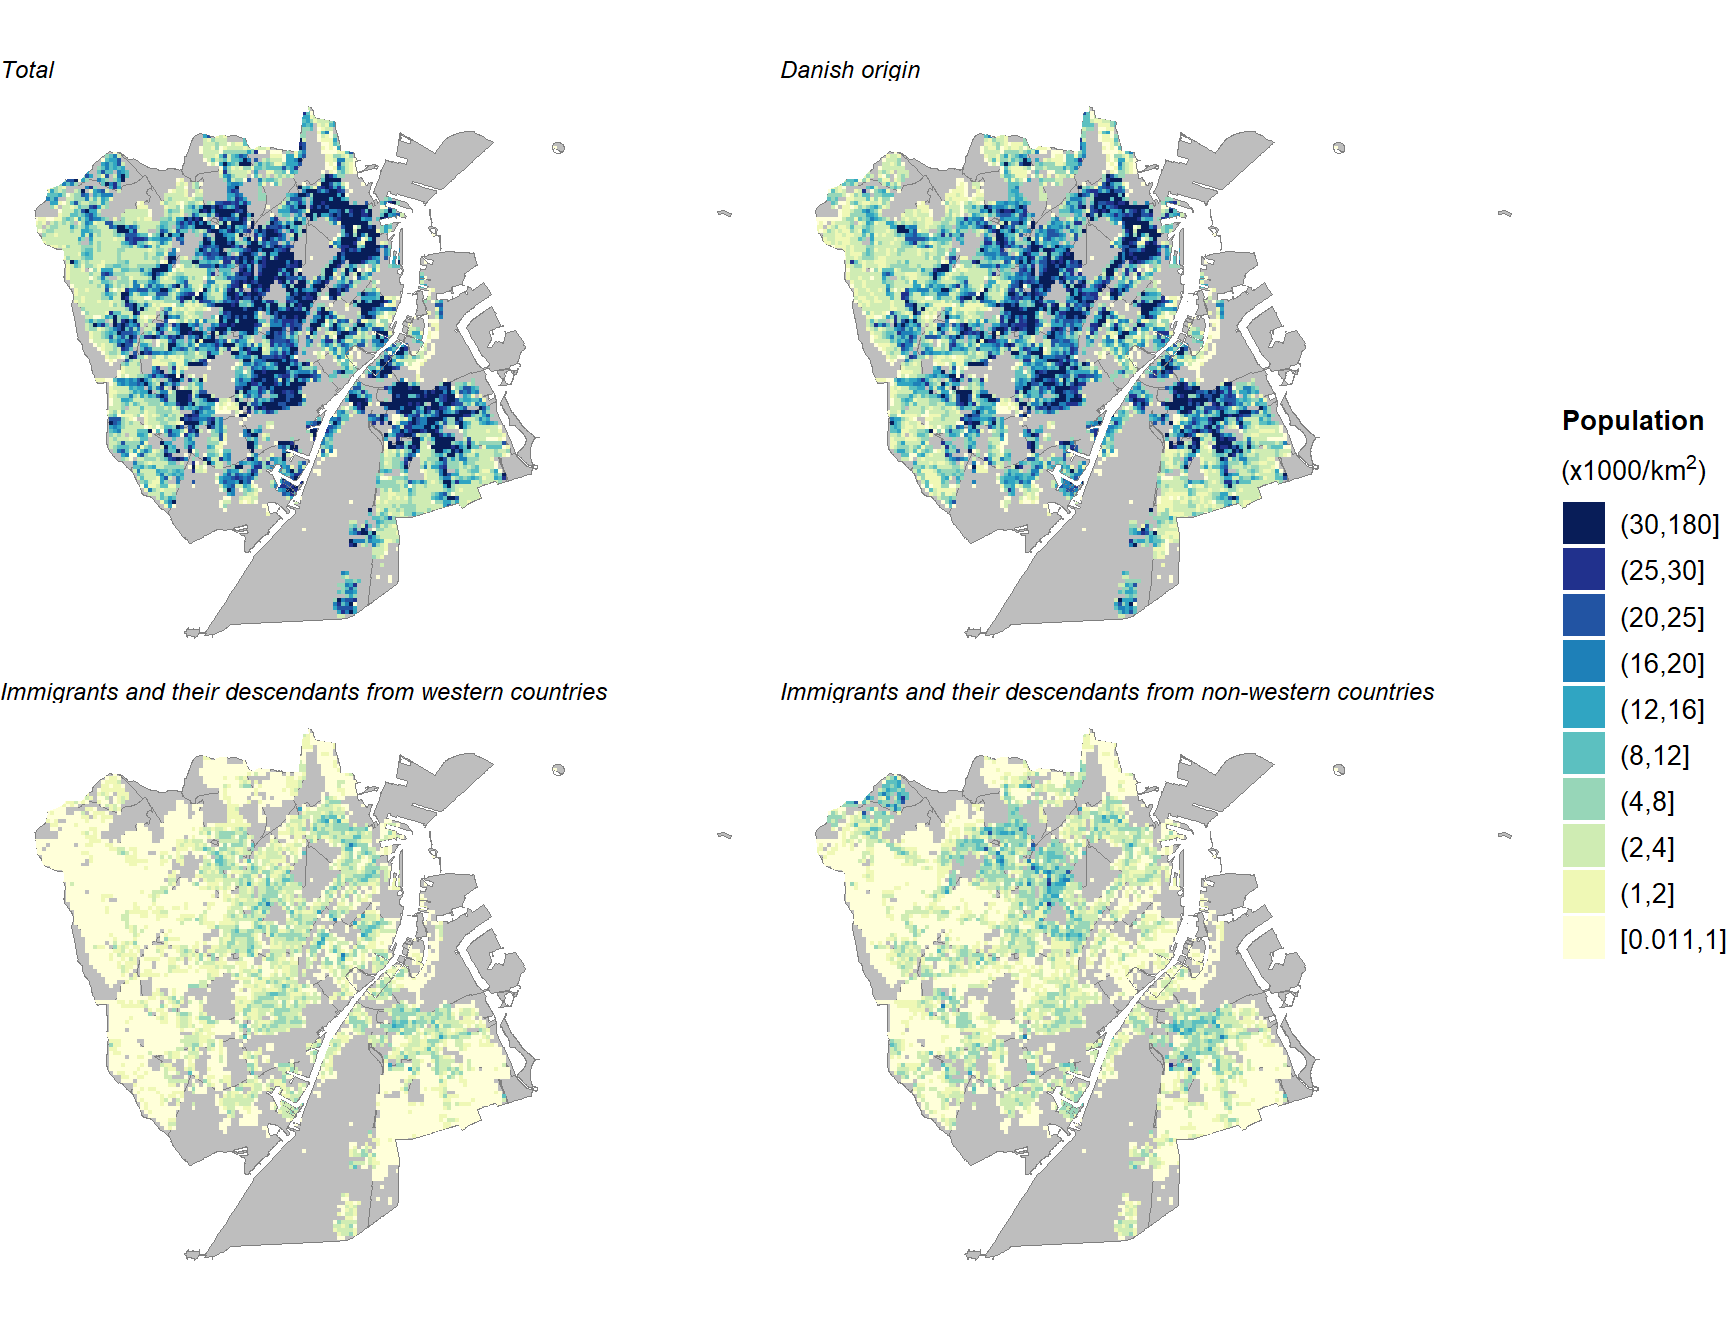 Total
Danish origin
Immigrants and their descendants from western countries
Immigrants and their descendants from non-western countries
Population
(x1000/km²)
(30,180]
(25,30]
(20,25]
(16,20]
(12,16]
(8,12]
(4,8]
(2,4]
(1,2]
[0.011,1]